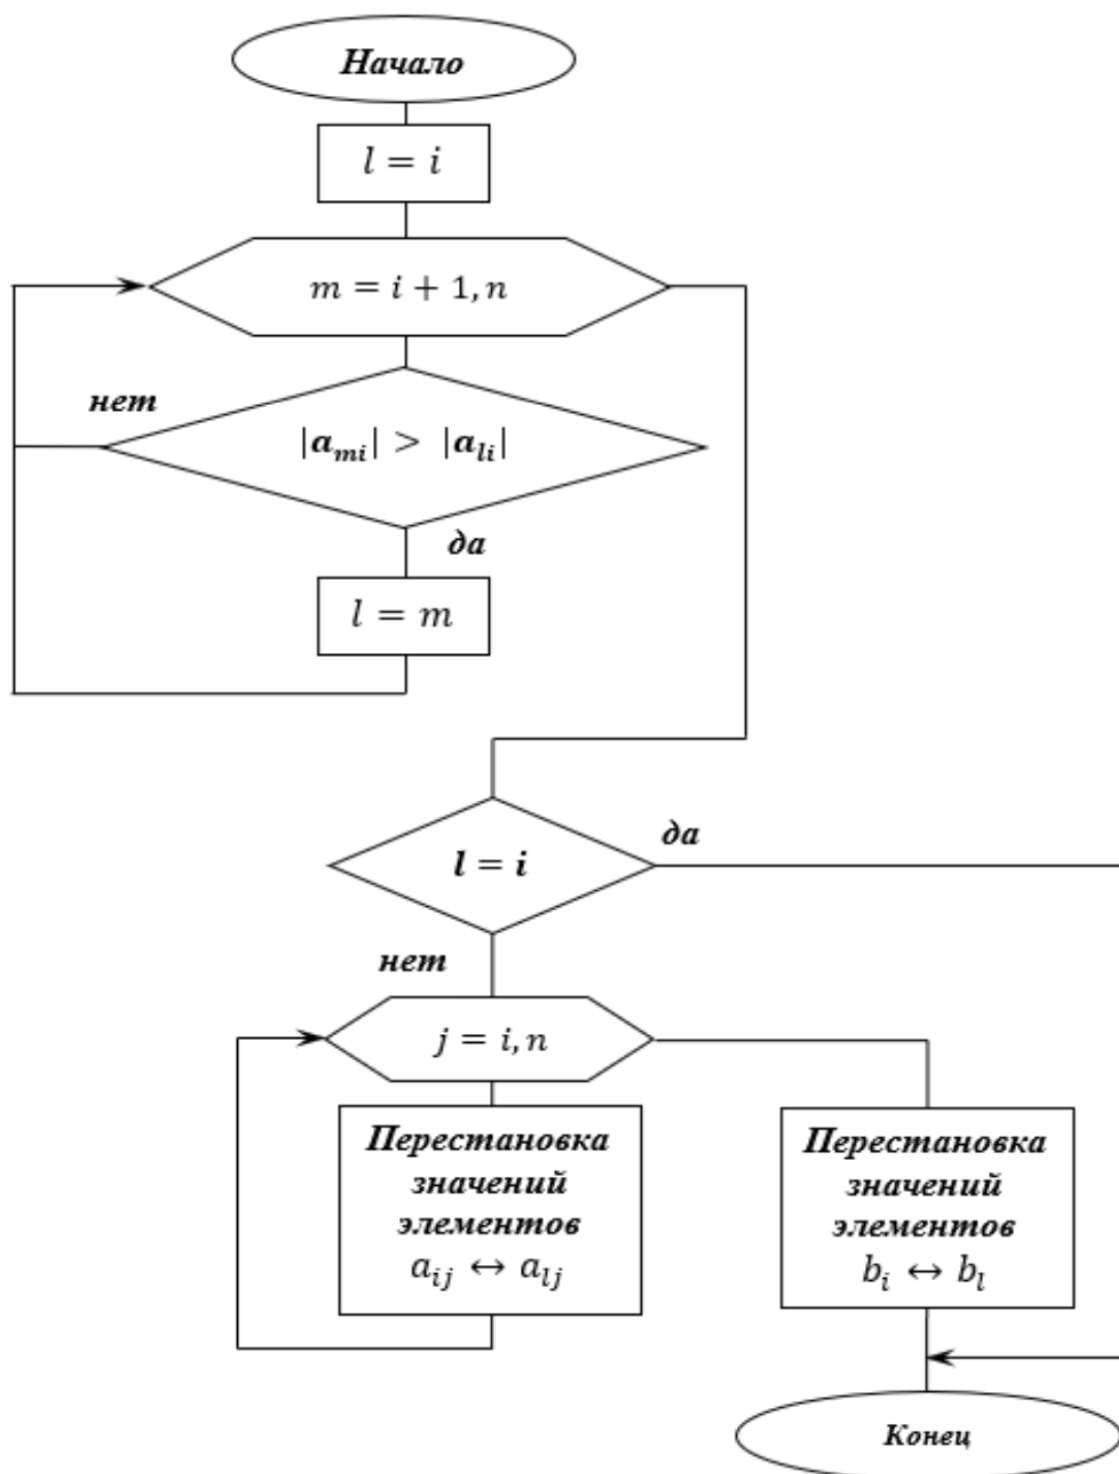 Начало
l = i
m = i + 1, n
нет
|a_mi| > |a_li|
да
l = m
да
l = i
нет
j = i, n
Перестановка
значений
элементов
a_ij ↔ a_lj
Перестановка
значений
элементов
b_i ↔ b_l
Конец